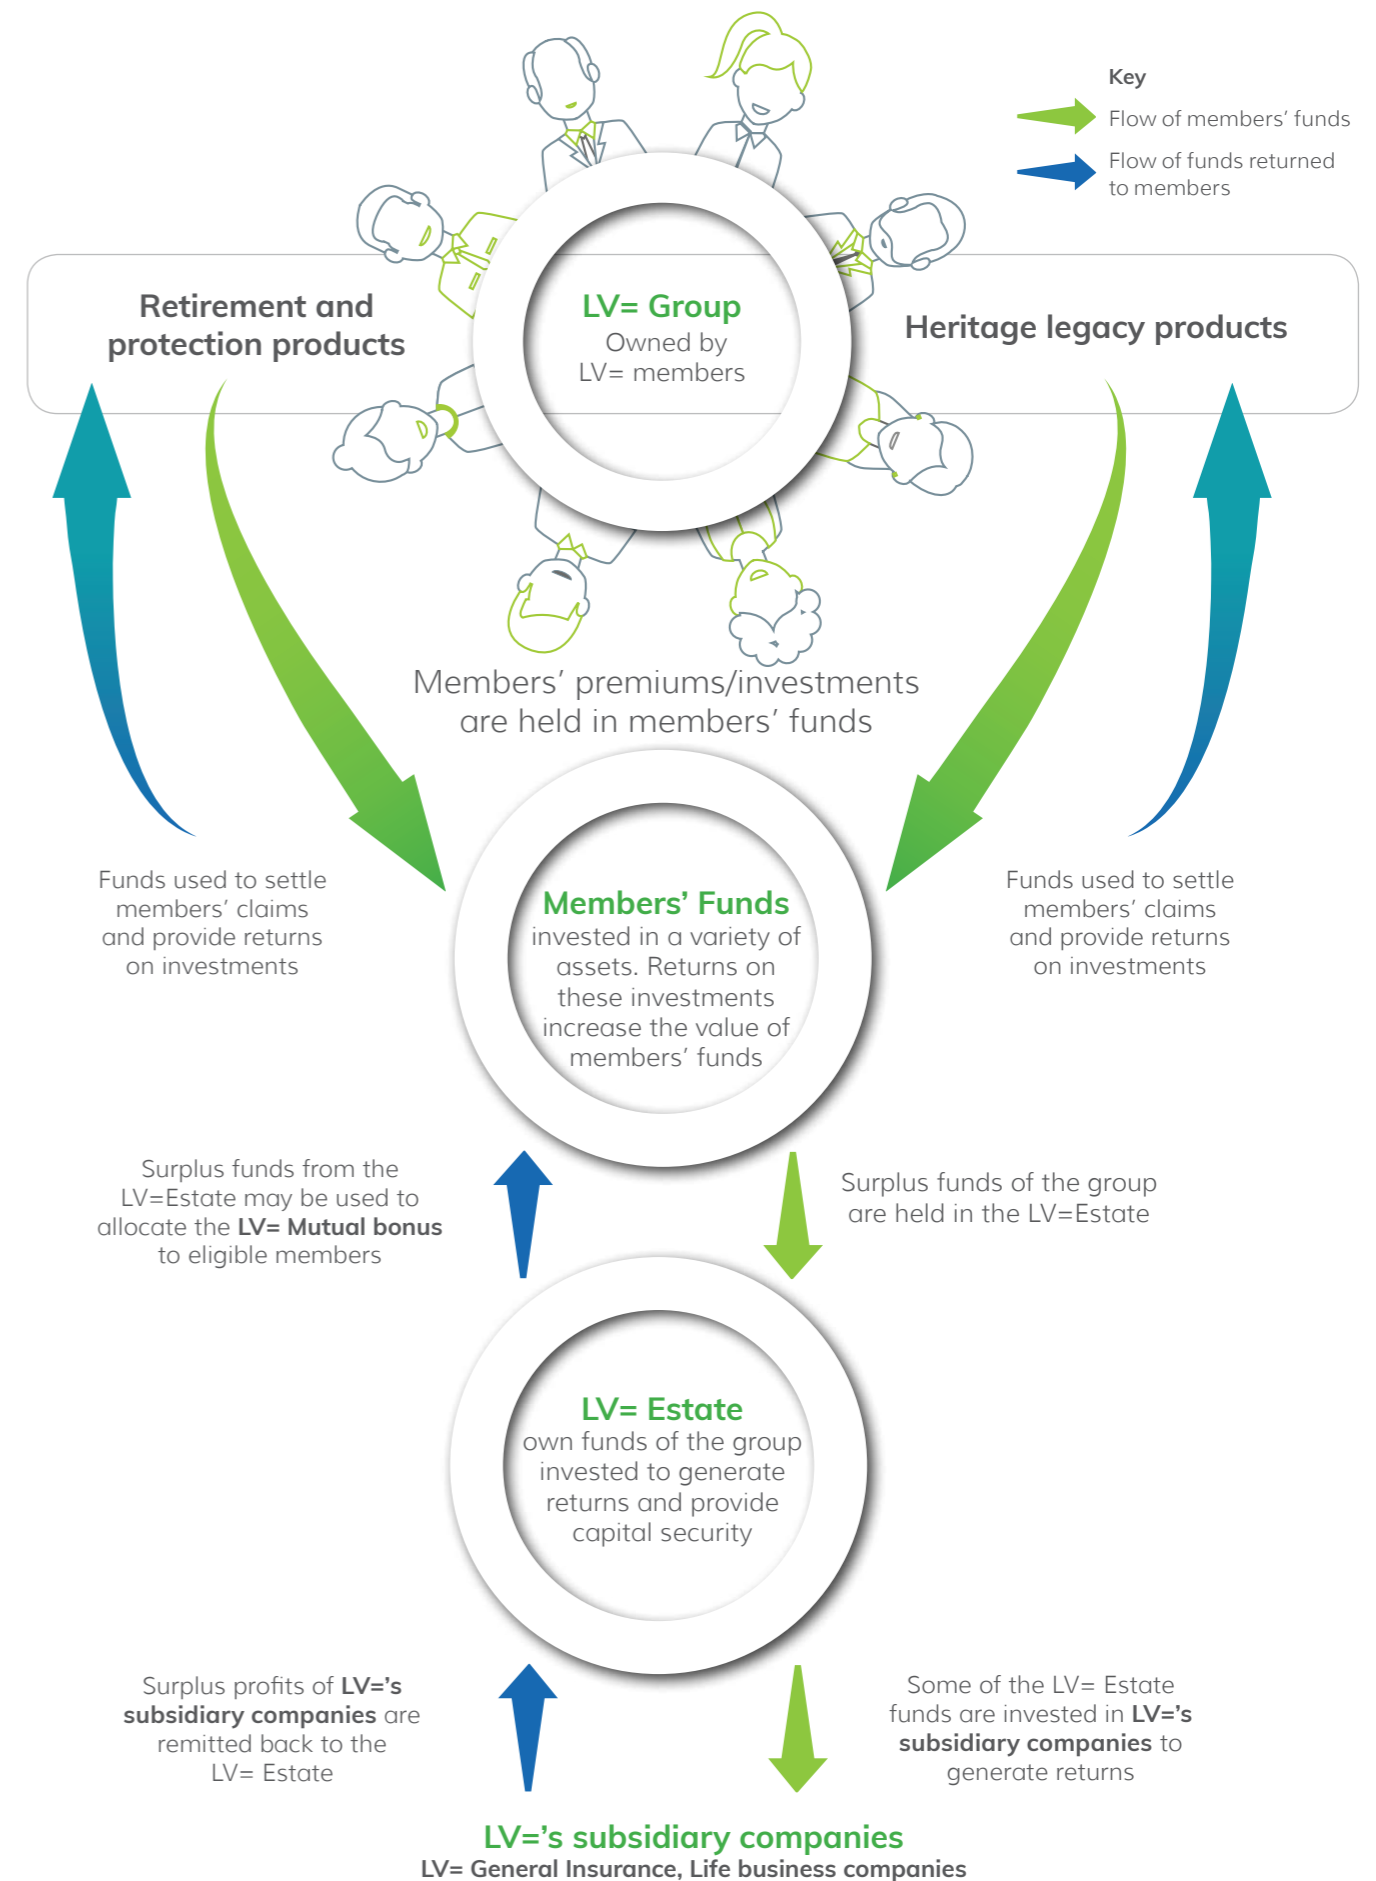 Key
Flow of members’ funds
Flow of funds returned
to members
Retirement and
protection products
LV= Group
Owned by
LV= members
Heritage legacy products
Members’ premiums/investments
are held in members’ funds
Funds used to settle
members’ claims
and provide returns
on investments
Members’ Funds
invested in a variety of
assets. Returns on
these investments
increase the value of
members’ funds
Funds used to settle
members’ claims
and provide returns
on investments
Surplus funds from the
LV=Estate may be used to
allocate the LV= Mutual bonus
to eligible members
Surplus funds of the group
are held in the LV=Estate
LV= Estate
own funds of the group
invested to generate
returns and provide
capital security
Surplus profits of LV=’s
subsidiary companies are
remitted back to the
LV= Estate
Some of the LV= Estate
funds are invested in LV=’s
subsidiary companies to
generate returns
LV=’s subsidiary companies
LV= General Insurance, Life business companies